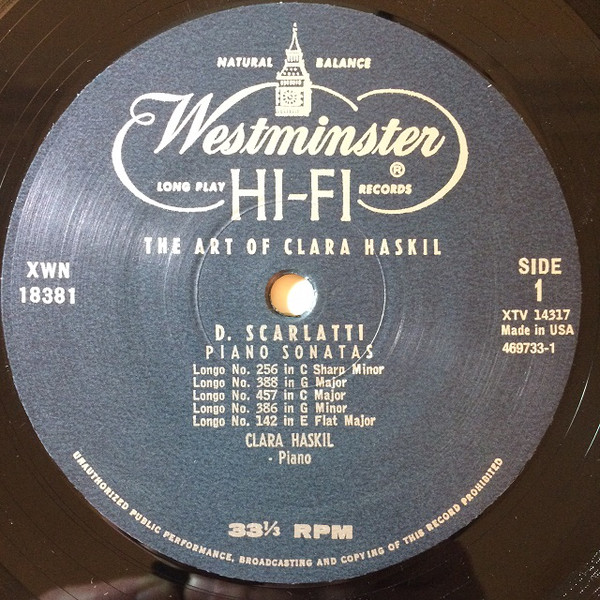 NATURAL BALANCE
Westminster
®
LONG PLAY HI-FI RECORDS
THE ART OF CLARA HASKIL
XWN
18381
SIDE
1
XTV 14317
Made in USA
469733-1
D. SCARLATTI
PIANO SONATAS
Longo No. 256 in C Sharp Minor
Longo No. 388 in G Major
Longo No. 457 in C Major
Longo No. 386 in G Minor
Longo No. 142 in E Flat Major
CLARA HASKIL
- Piano
33⅓ RPM
UNAUTHORIZED PUBLIC PERFORMANCE, BROADCASTING AND COPYING OF THIS RECORD PROHIBITED